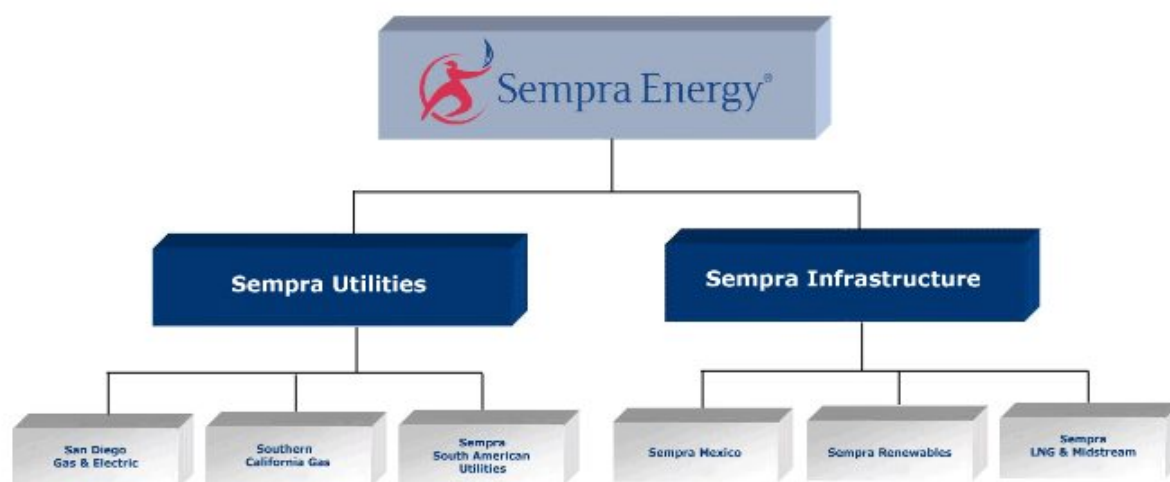 Sempra Energy®
Sempra Utilities
Sempra Infrastructure
San Diego
Gas & Electric
Southern
California Gas
Sempra
South American
Utilities
Sempra Mexico
Sempra Renewables
Sempra
LNG & Midstream